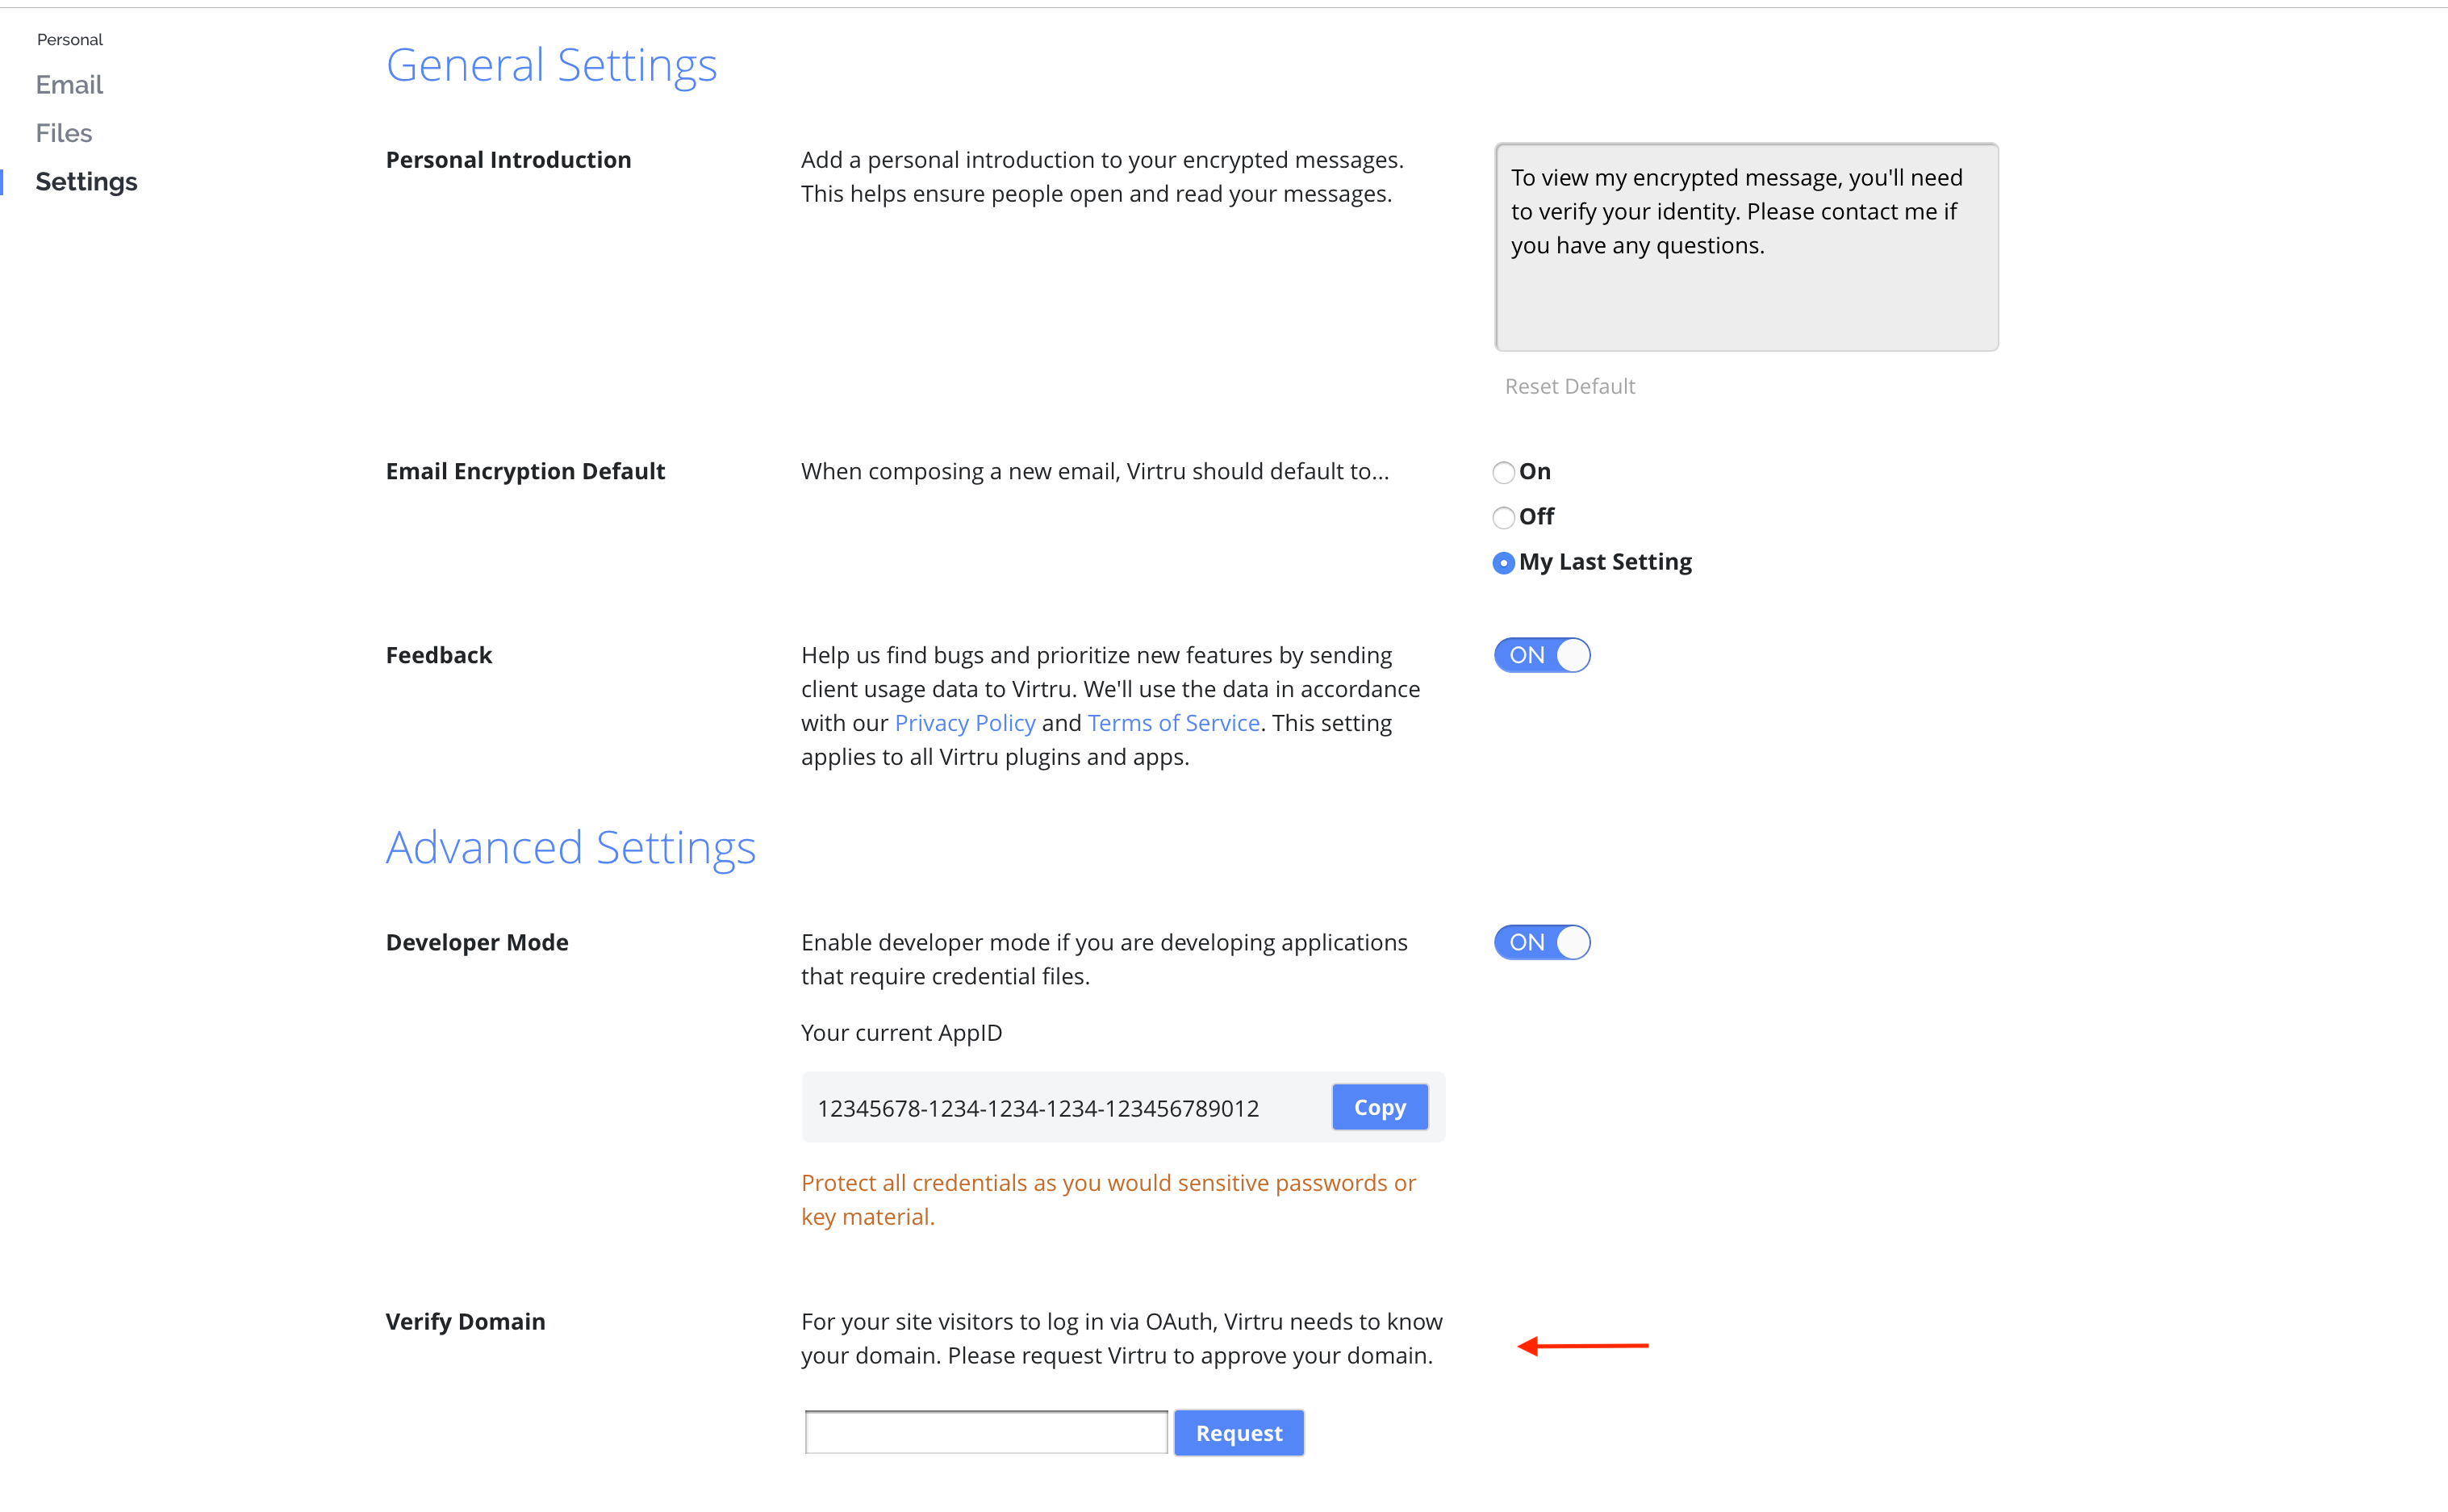 Personal
Email
Files
Settings
General Settings
Personal Introduction
Add a personal introduction to your encrypted messages.
This helps ensure people open and read your messages.
To view my encrypted message, you'll need
to verify your identity. Please contact me if
you have any questions.
Reset Default
Email Encryption Default
When composing a new email, Virtru should default to...
On
Off
My Last Setting
Feedback
Help us find bugs and prioritize new features by sending
client usage data to Virtru. We'll use the data in accordance
with our Privacy Policy and Terms of Service. This setting
applies to all Virtru plugins and apps.
ON
Advanced Settings
Developer Mode
Enable developer mode if you are developing applications
that require credential files.
ON
Your current AppID
12345678-1234-1234-1234-123456789012
Copy
Protect all credentials as you would sensitive passwords or
key material.
Verify Domain
For your site visitors to log in via OAuth, Virtru needs to know
your domain. Please request Virtru to approve your domain.
Request